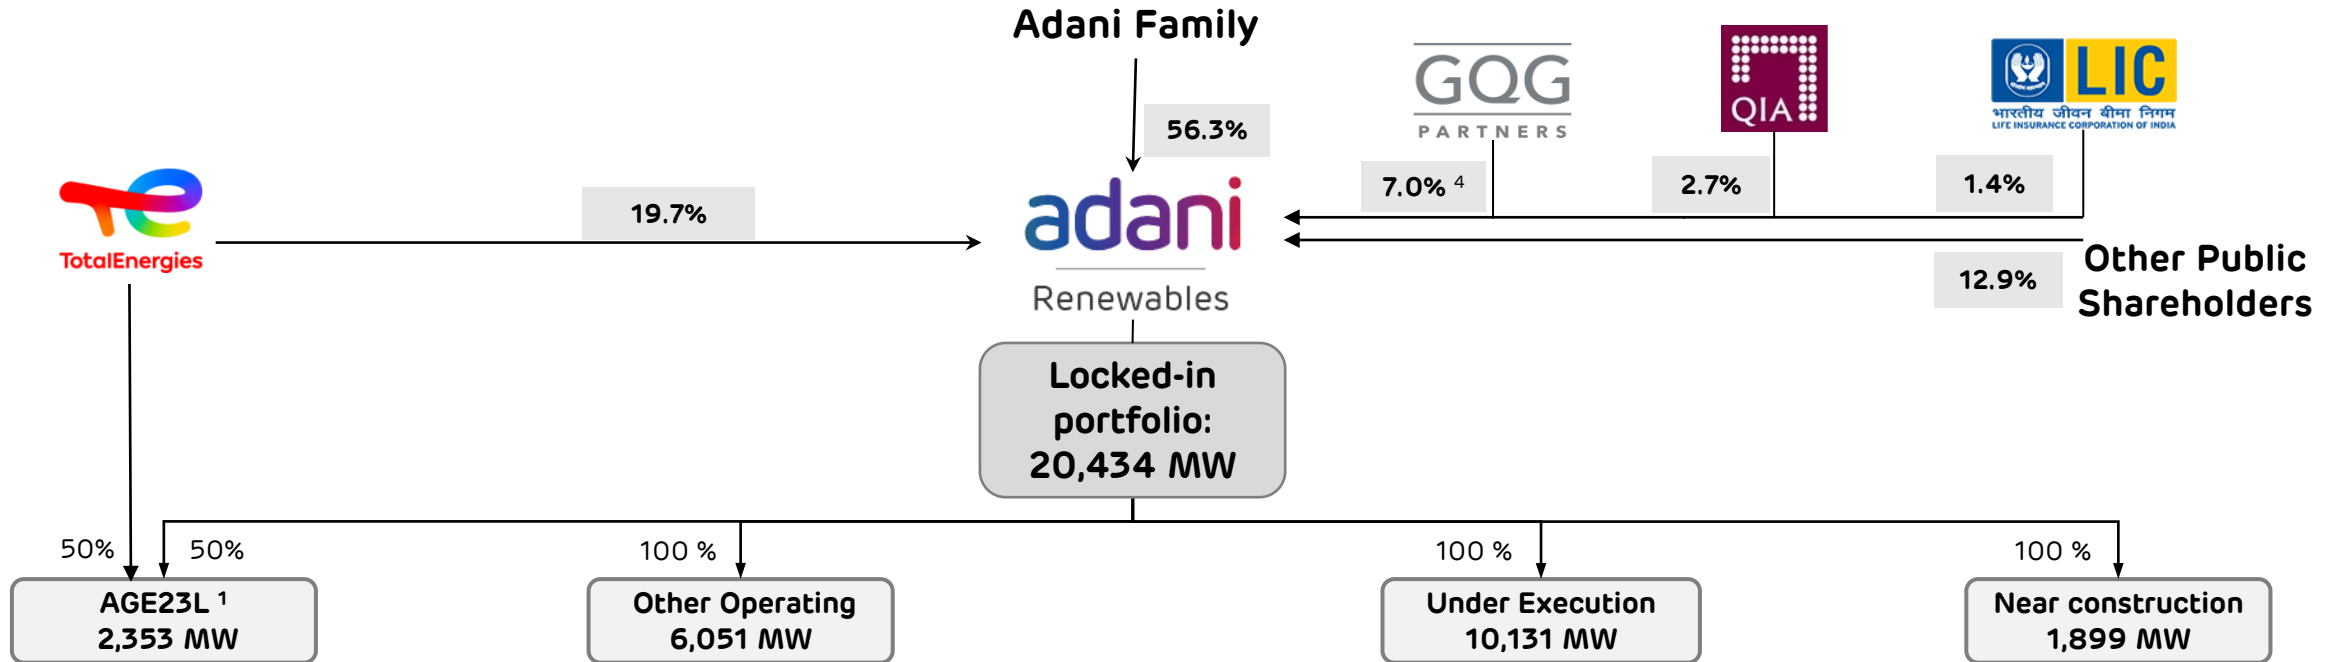 Adani Family
GQG
PARTNERS
QIA
LIC
भारतीय जीवन बीमा निगम
LIFE INSURANCE CORPORATION OF INDIA
56.3%
7.0% 4
2.7%
1.4%
TotalEnergies
19.7%
adani
Renewables
12.9%
Other Public
Shareholders
Locked-in
portfolio:
20,434 MW
50%
50%
100 %
100 %
100 %
AGE23L 1
2,353 MW
Other Operating
6,051 MW
Under Execution
10,131 MW
Near construction
1,899 MW